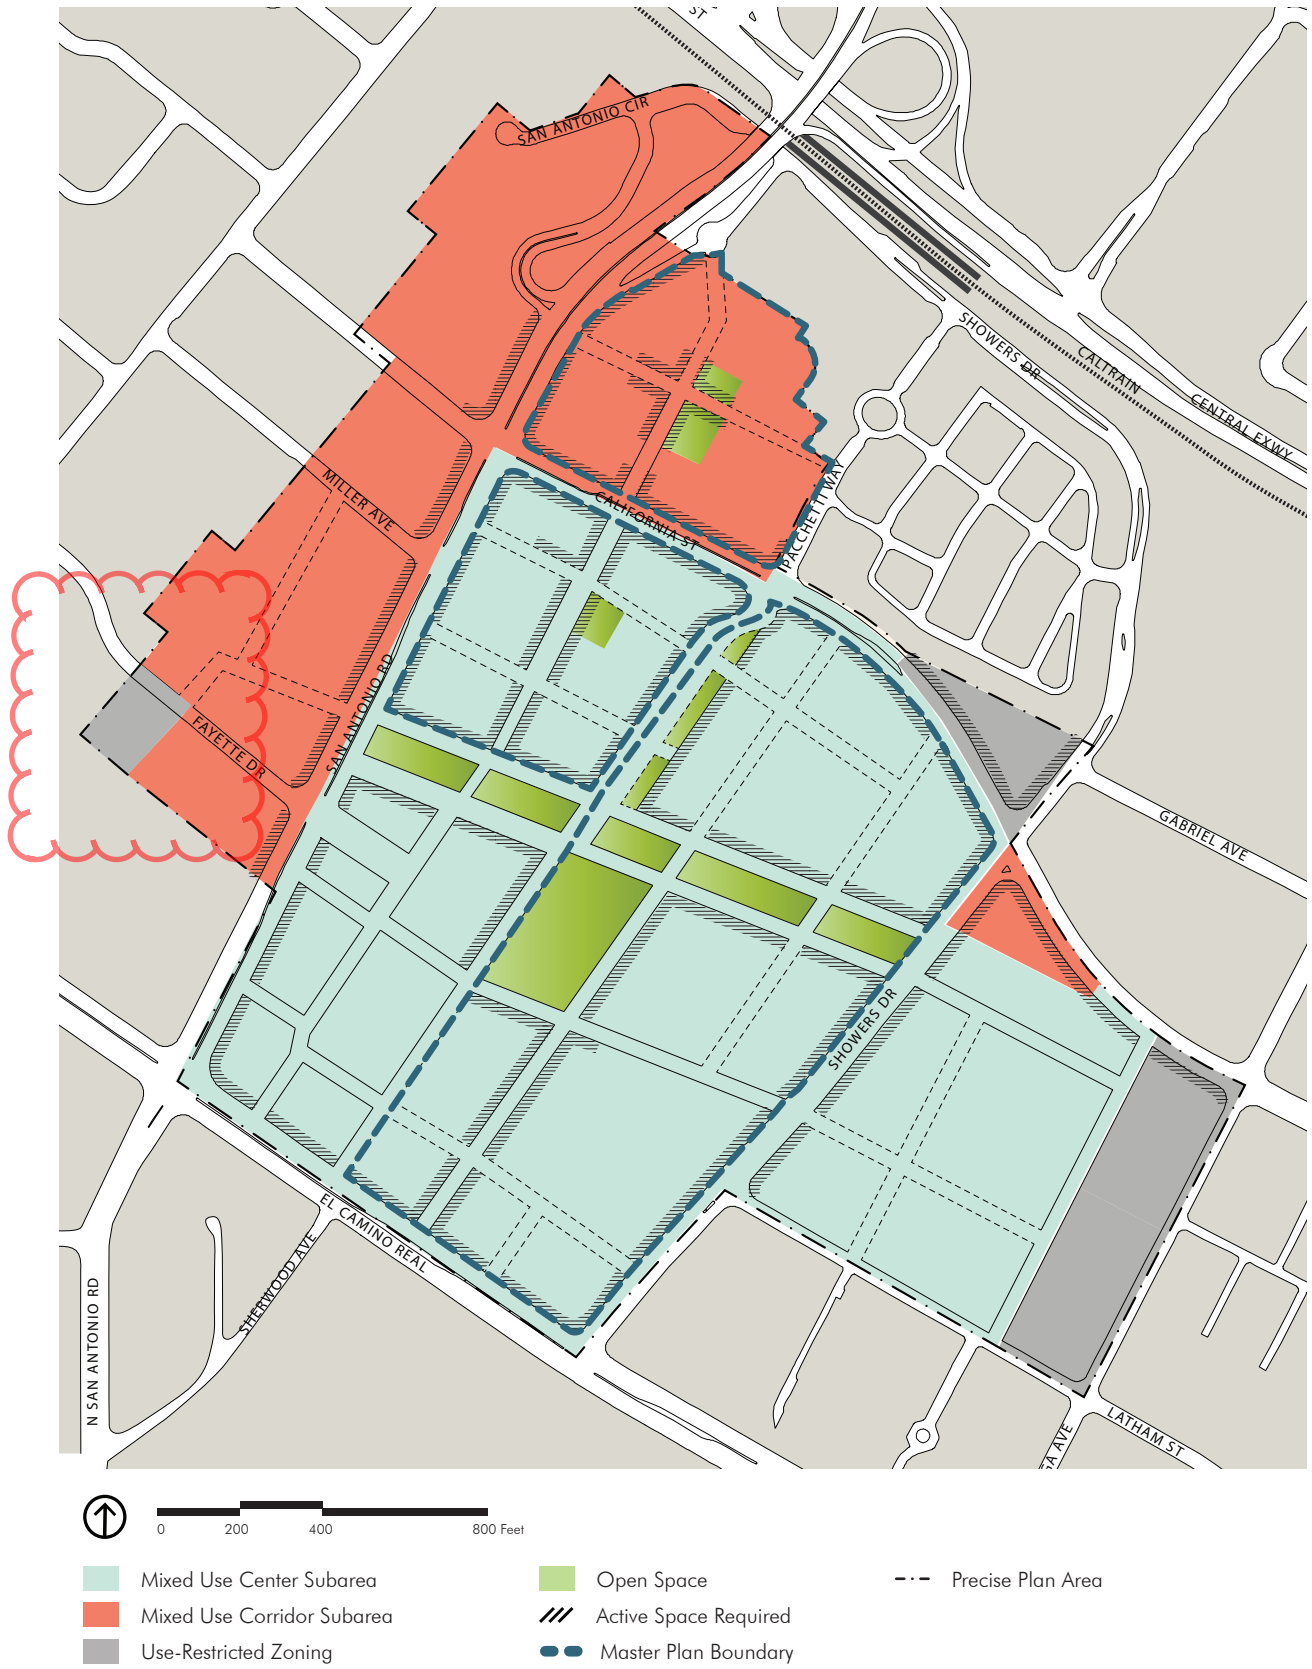 ST
SAN ANTONIO CIR
SHOWERS DR
CALTRAIN
CENTRAL EXWY
MILLER AVE
CALIFORNIA ST
PACCHETTI WAY
SAN ANTONIO RD
FAYETTE DR
GABRIEL AVE
SHOWERS DR
EL CAMINO REAL
SHERWOOD AVE
N SAN ANTONIO RD
LATHAM ST
AVE
0 200 400 800 Feet
Mixed Use Center Subarea
Open Space
Precise Plan Area
Mixed Use Corridor Subarea
Active Space Required
Use-Restricted Zoning
Master Plan Boundary